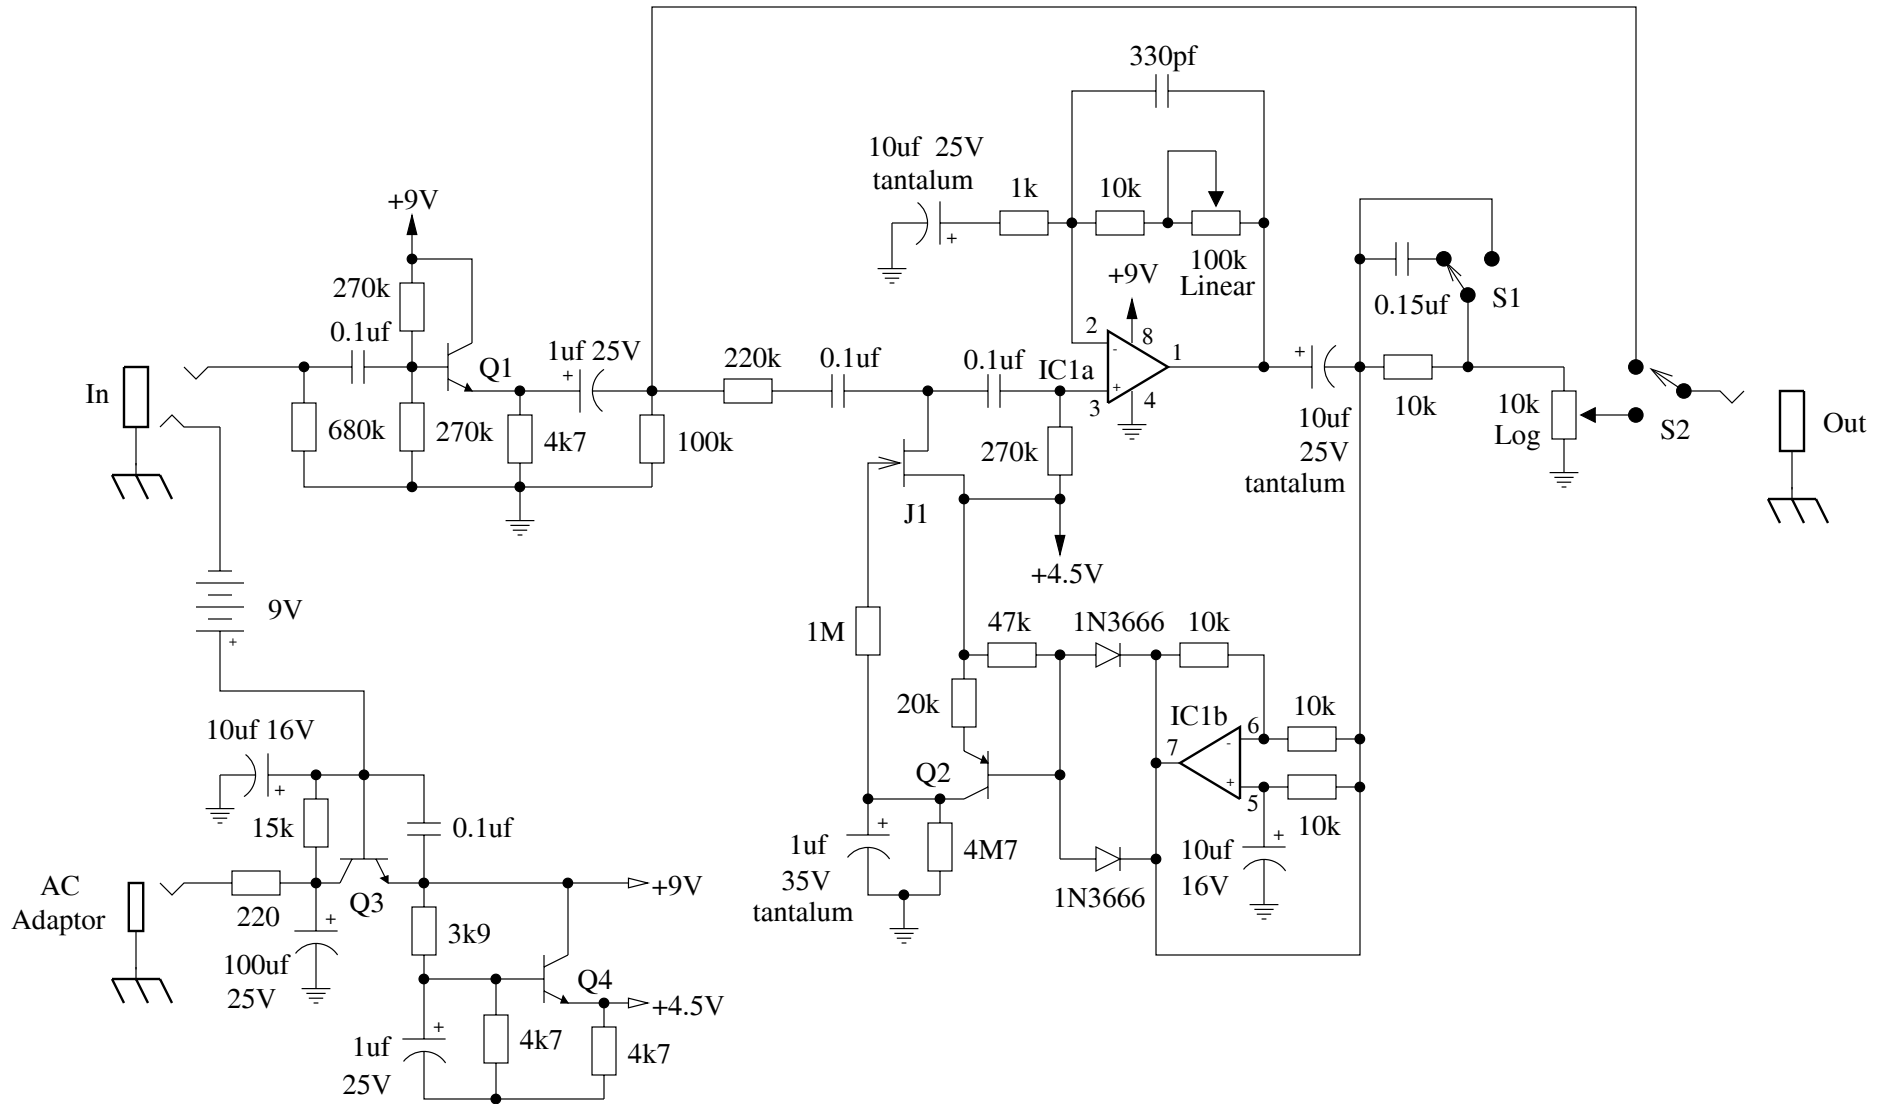 330pf
10uf 25V
tantalum
1k
10k
100k
Linear
+9V
+9V
270k
0.1uf
Q1
1uf 25V
220k
0.1uf
0.1uf
IC1a
2
-
8
1
+
3
4
+
+
+
0.15uf
S1
In
680k
270k
4k7
100k
270k
10uf
25V
tantalum
10k
10k
Log
S2
Out
J1
+4.5V
9V
+
1M
47k
1N3666
10k
20k
IC1b
10k
6
-
7
+
5
10k
Q2
10uf 16V
+
15k
0.1uf
+
1uf
35V
tantalum
4M7
1N3666
10uf
16V
+
AC
Adaptor
220
Q3
+9V
+
100uf
25V
3k9
Q4
+4.5V
+
1uf
25V
4k7
4k7